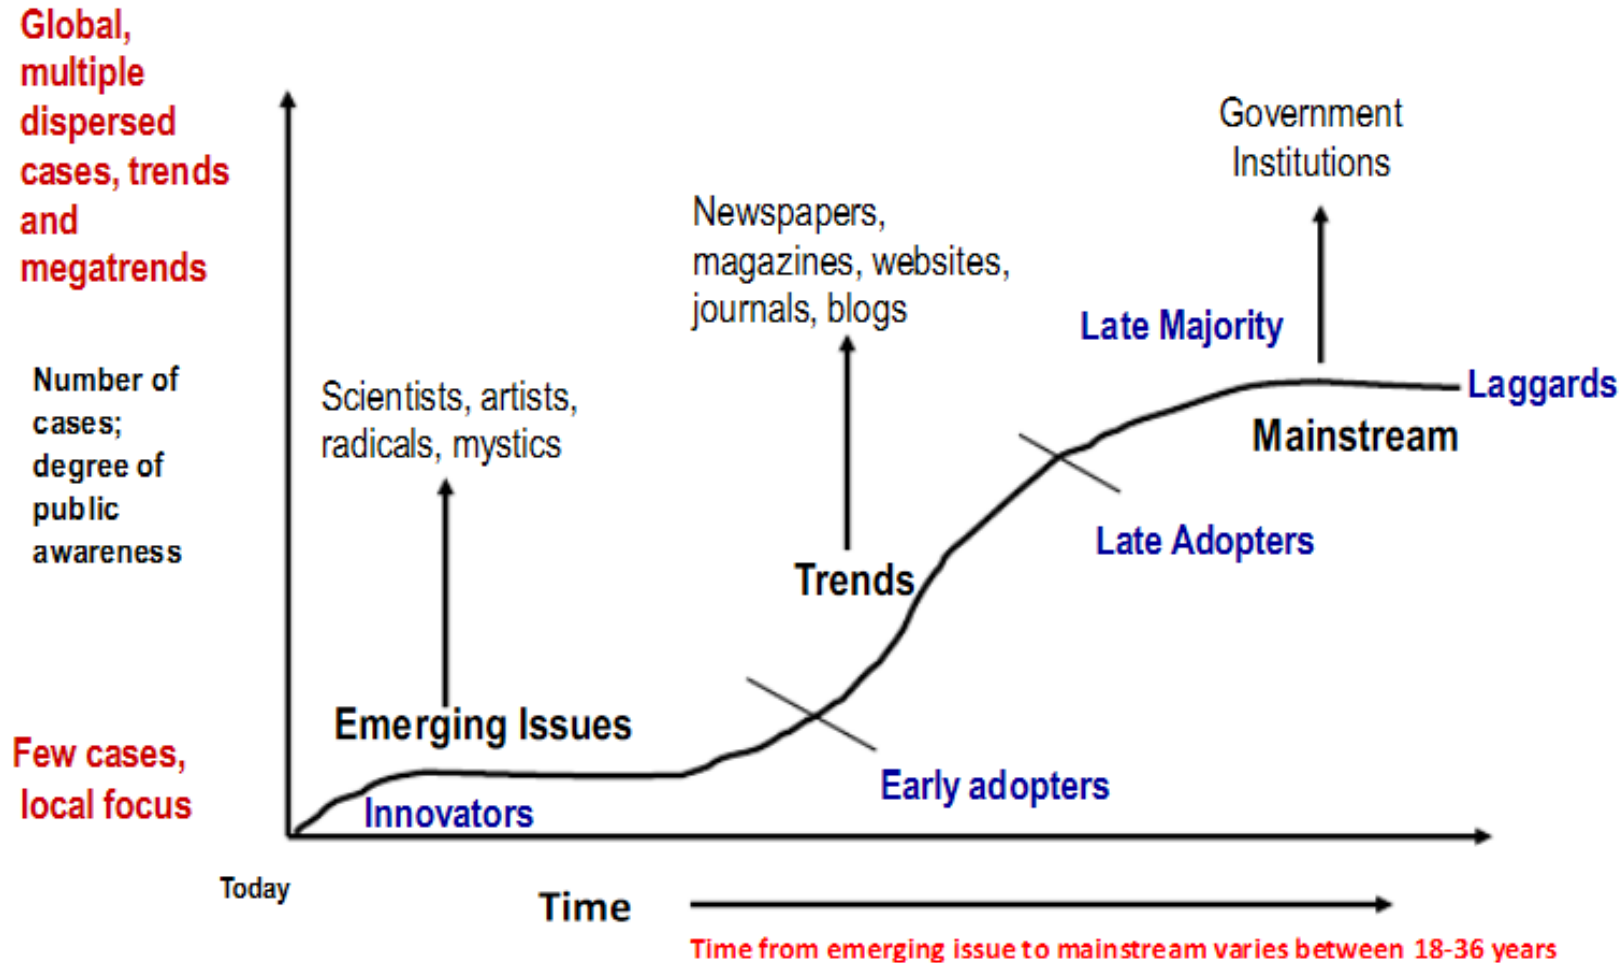 Global,
multiple
dispersed
cases, trends
and
megatrends
Number of
cases;
degree of
public
awareness
Few cases,
local focus
Scientists, artists,
radicals, mystics
Emerging Issues
Innovators
Newspapers,
magazines, websites,
journals, blogs
Trends
Early adopters
Government
Institutions
Late Majority
Laggards
Mainstream
Late Adopters
Today
Time
Time from emerging issue to mainstream varies between 18-36 years